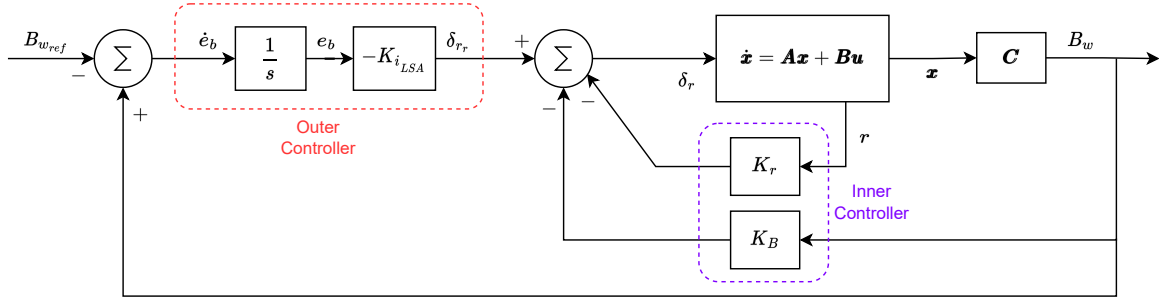 B_{w_{ref}}
−
+
∑
ė_b
1
s
e_b
−K_{i_{LSA}}
δ_{r_r}
Outer
Controller
+
−
−
∑
δ_r
ẋ = Ax + Bu
x
C
B_w
r
K_r
K_B
Inner
Controller